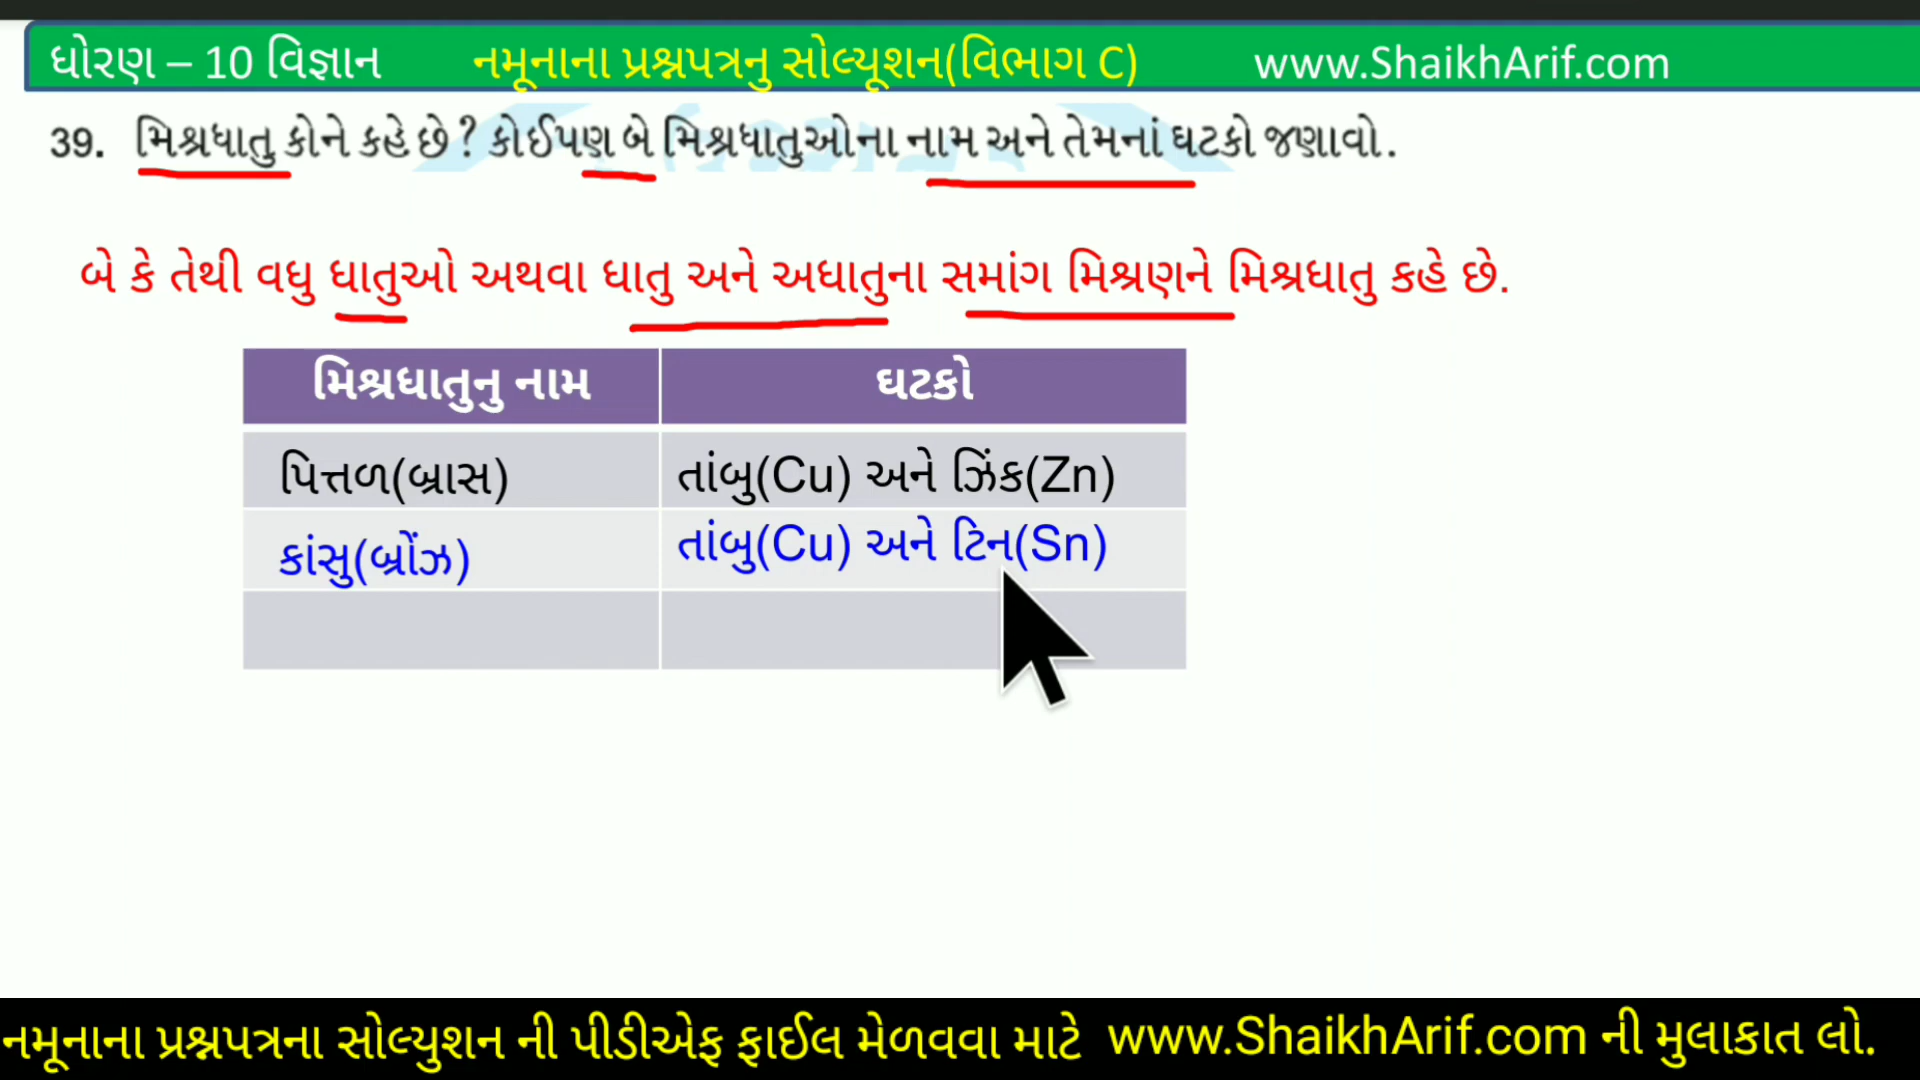 ધોરણ – 10 વિજ્ઞાન નમૂનાના પ્રશ્નપત્રનુ સોલ્યૂશન(વિભાગ C) www.ShaikhArif.com
39. મિશ્રધાતુ કોને કહે છે ? કોઈપણ બે મિશ્રધાતુઓના નામ અને તેમનાં ઘટકો જણાવો.
બે કે તેથી વધુ ધાતુઓ અથવા ધાતુ અને અધાતુના સમાંગ મિશ્રણને મિશ્રધાતુ કહે છે.
મિશ્રધાતુનુ નામ ઘટકો
પિત્તળ(બ્રાસ) તાંબુ(Cu) અને ઝિંક(Zn)
કાંસુ(બ્રોંઝ) તાંબુ(Cu) અને ટિન(Sn)
નમૂનાના પ્રશ્નપત્રના સોલ્યુશન ની પીડીએફ ફાઈલ મેળવવા માટે www.ShaikhArif.com ની મુલાકાત લો.